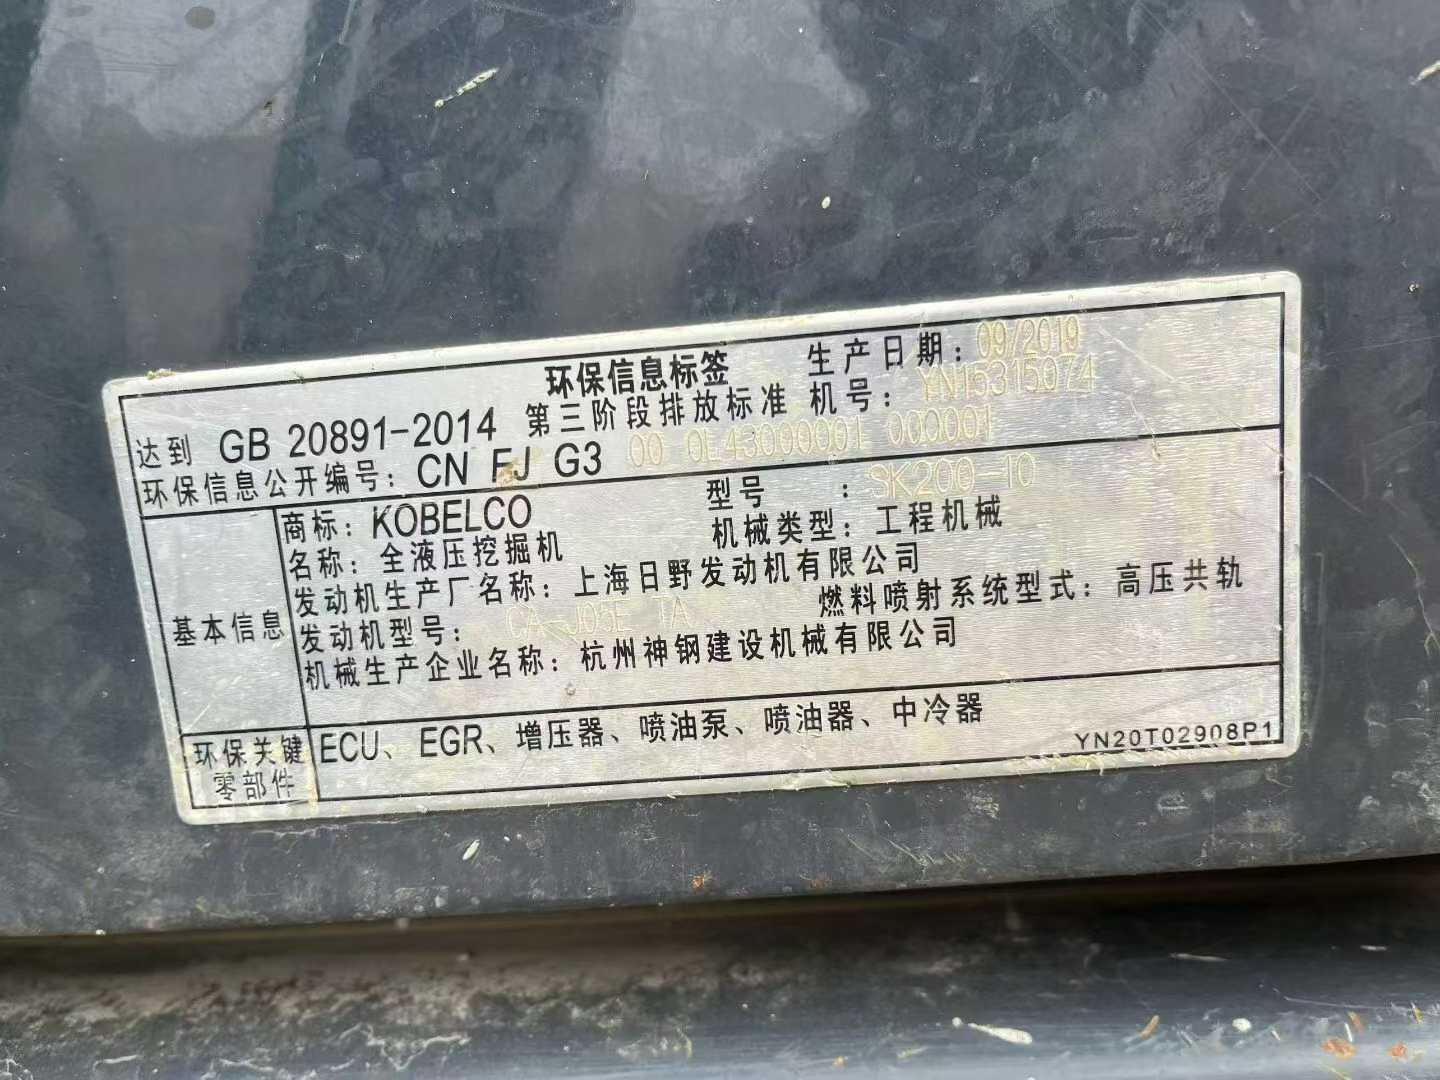 环保信息标签
生产日期: 09/2019
达到 GB 20891-2014 第三阶段排放标准 机号: YN15315074
环保信息公开编号: CN FJ G3 00 0L43000001 000001
基本信息
商标: KOBELCO 型号 : SK200-10
名称: 全液压挖掘机 机械类型: 工程机械
发动机生产厂名称: 上海日野发动机有限公司
发动机型号: CA-J05E TA 燃料喷射系统型式: 高压共轨
机械生产企业名称: 杭州神钢建设机械有限公司
环保关键
零部件
ECU、EGR、增压器、喷油泵、喷油器、中冷器
YN20T02908P1